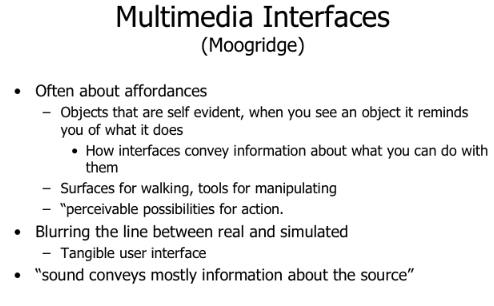 Multimedia Interfaces
(Moogridge)
• Often about affordances
– Objects that are self evident, when you see an object it reminds
you of what it does
• How interfaces convey information about what you can do with
them
– Surfaces for walking, tools for manipulating
– “perceivable possibilities for action.
• Blurring the line between real and simulated
– Tangible user interface
• “sound conveys mostly information about the source”